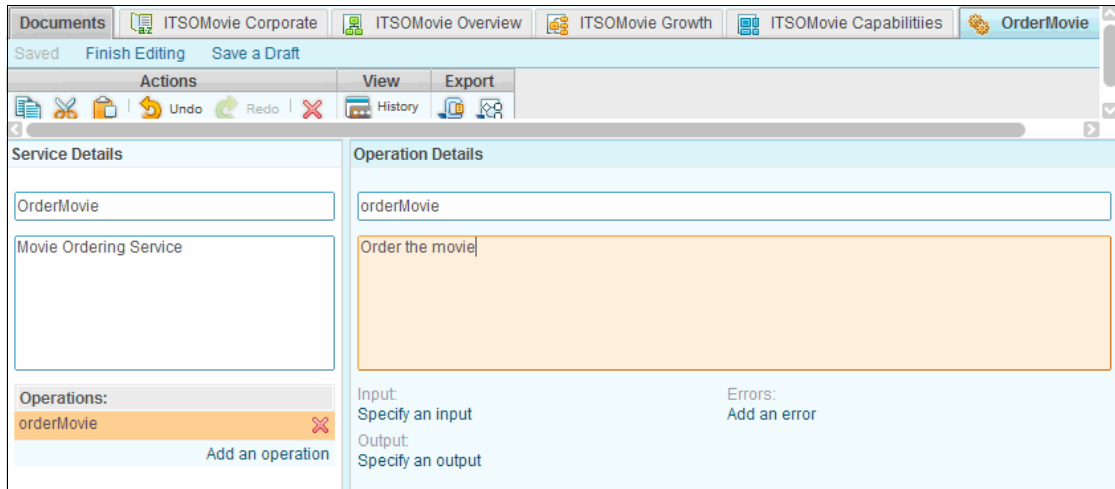 Documents ITSOMovie Corporate ITSOMovie Overview ITSOMovie Growth ITSOMovie Capabilitiies OrderMovie
Saved Finish Editing Save a Draft
Actions View Export
Undo Redo History
Service Details
OrderMovie
Movie Ordering Service
Operations:
orderMovie
Add an operation
Operation Details
orderMovie
Order the movie
Input:
Specify an input
Output:
Specify an output
Errors:
Add an error